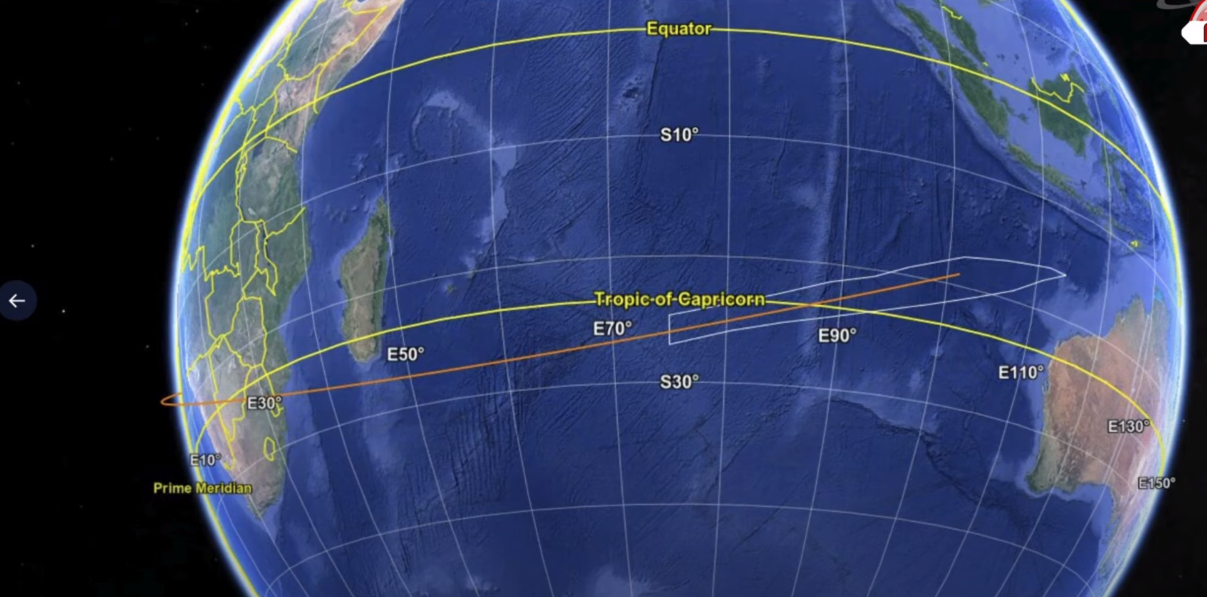 Equator
S10°
Tropic of Capricorn
E70°
E90°
E50°
E110°
S30°
E30°
E130°
E10°
E150°
Prime Meridian